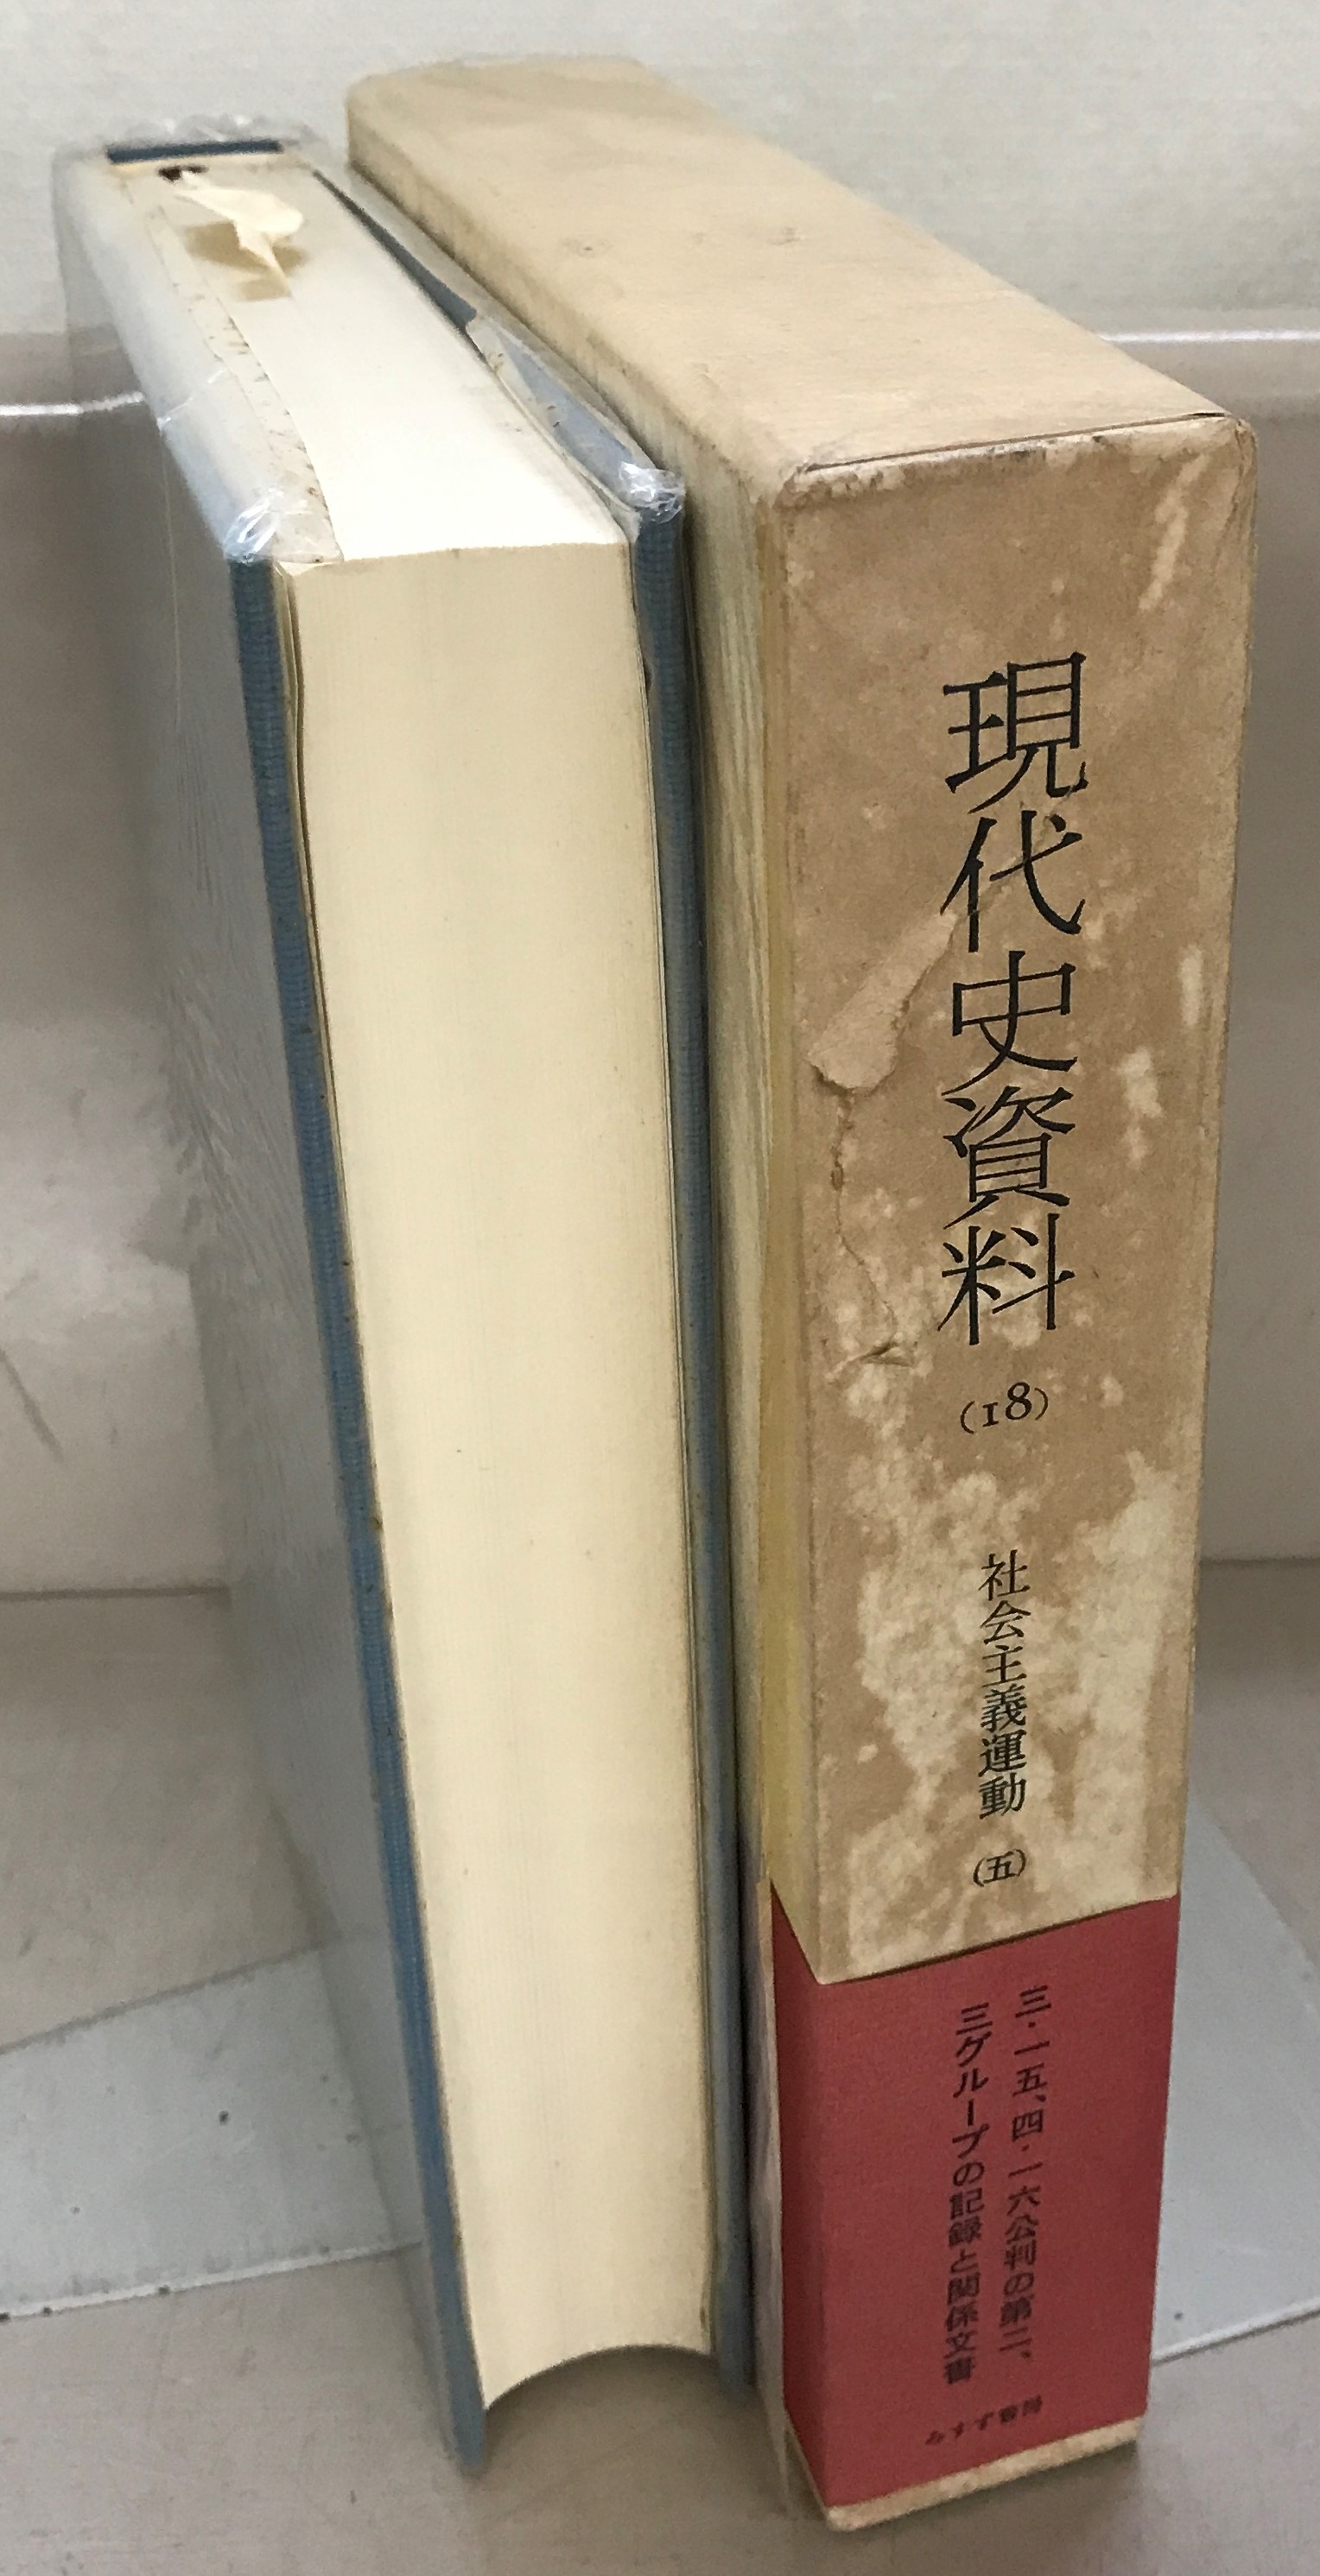 現代史資料
(18)
社会主義運動
(五)
三・一五、四・一六公判の第二、
三グループの記録と関係文書
みすず書房